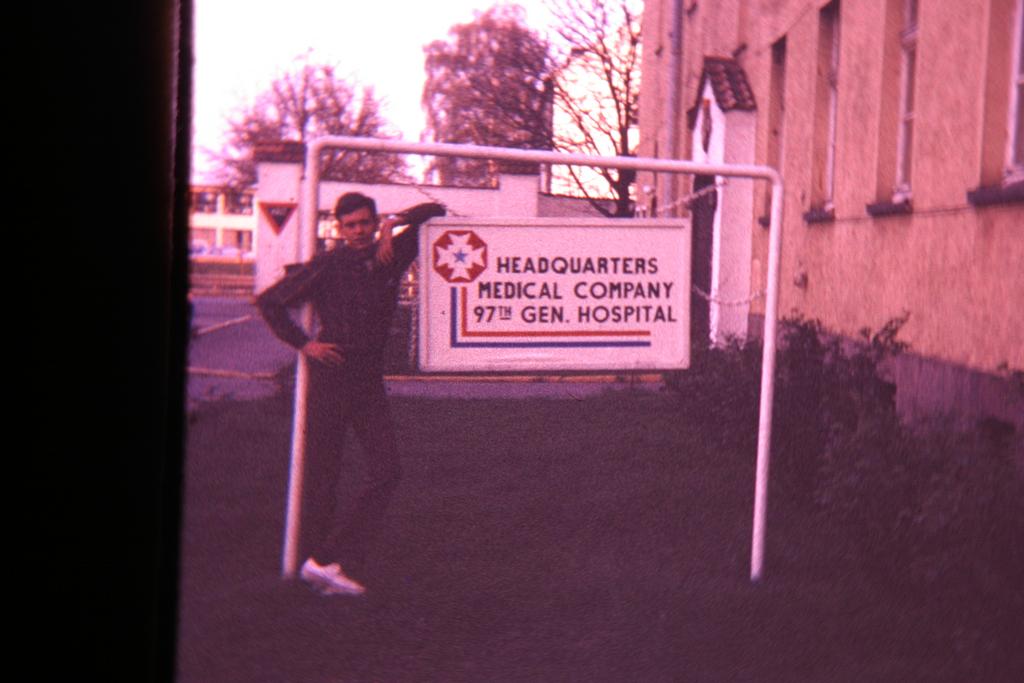 HEADQUARTERS
MEDICAL COMPANY
97TH GEN. HOSPITAL